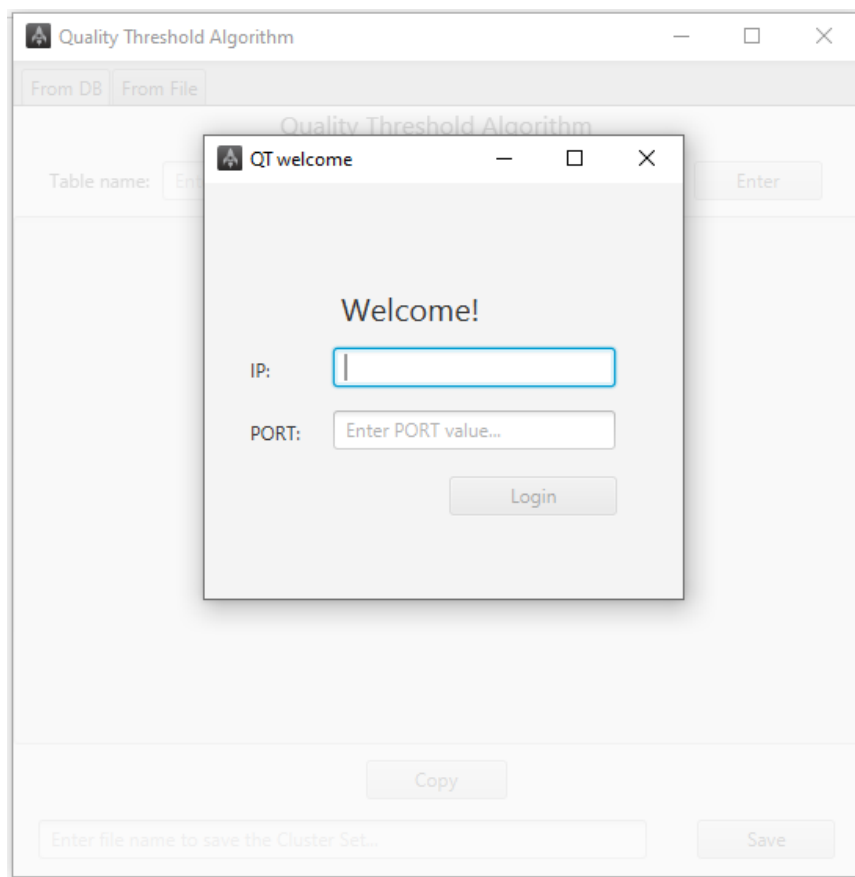 Quality Threshold Algorithm
From DB From File
Quality Threshold Algorithm
QT welcome
Table name: Ent Enter
Welcome!
IP:
PORT: Enter PORT value...
Login
Copy
Enter file name to save the Cluster Set... Save